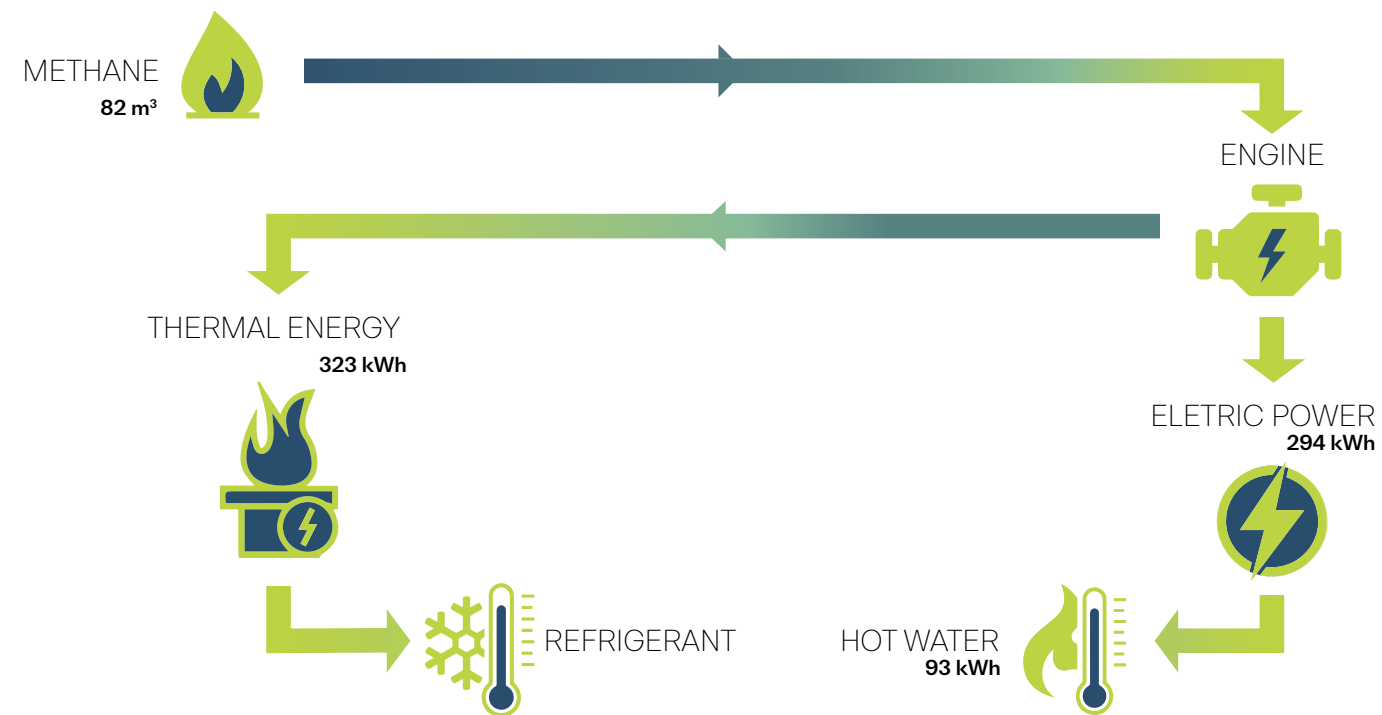 METHANE
82 m³
ENGINE
THERMAL ENERGY
323 kWh
ELETRIC POWER
294 kWh
REFRIGERANT
HOT WATER
93 kWh